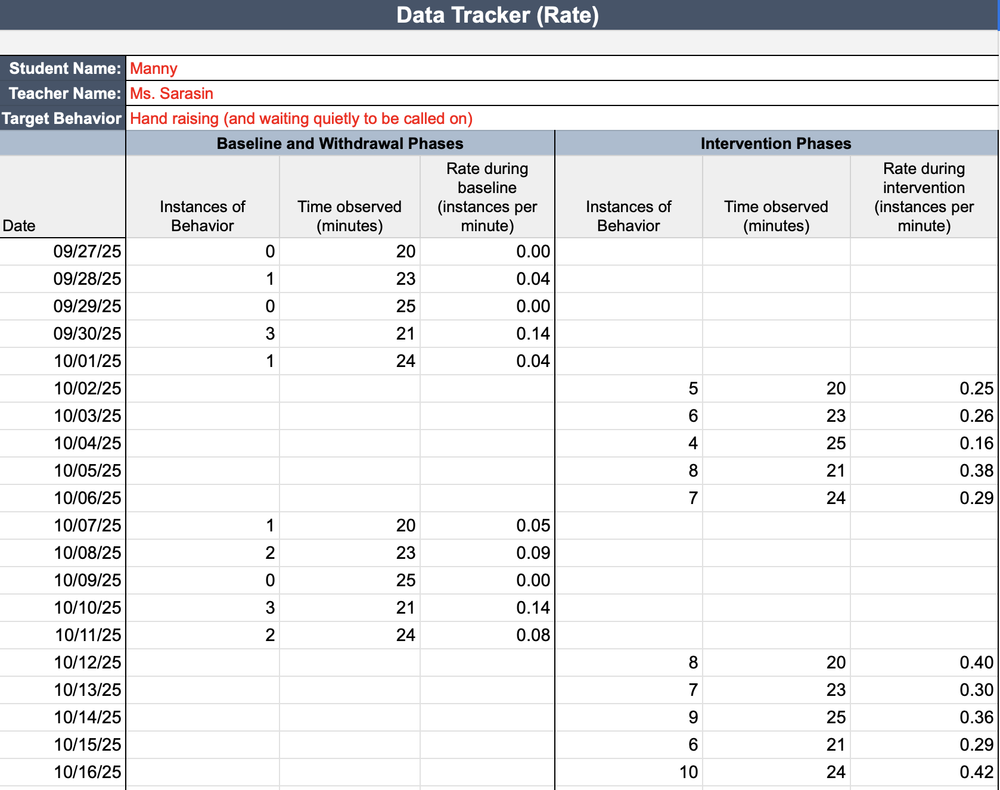 Data Tracker (Rate)
Student Name: Manny
Teacher Name: Ms. Sarasin
Target Behavior Hand raising (and waiting quietly to be called on)
Baseline and Withdrawal Phases Intervention Phases
Date
Instances of
Behavior
Time observed
(minutes)
Rate during
baseline
(instances per
minute)
Instances of
Behavior
Time observed
(minutes)
Rate during
intervention
(instances per
minute)
09/27/25 0 20 0.00
09/28/25 1 23 0.04
09/29/25 0 25 0.00
09/30/25 3 21 0.14
10/01/25 1 24 0.04
10/02/25 5 20 0.25
10/03/25 6 23 0.26
10/04/25 4 25 0.16
10/05/25 8 21 0.38
10/06/25 7 24 0.29
10/07/25 1 20 0.05
10/08/25 2 23 0.09
10/09/25 0 25 0.00
10/10/25 3 21 0.14
10/11/25 2 24 0.08
10/12/25 8 20 0.40
10/13/25 7 23 0.30
10/14/25 9 25 0.36
10/15/25 6 21 0.29
10/16/25 10 24 0.42